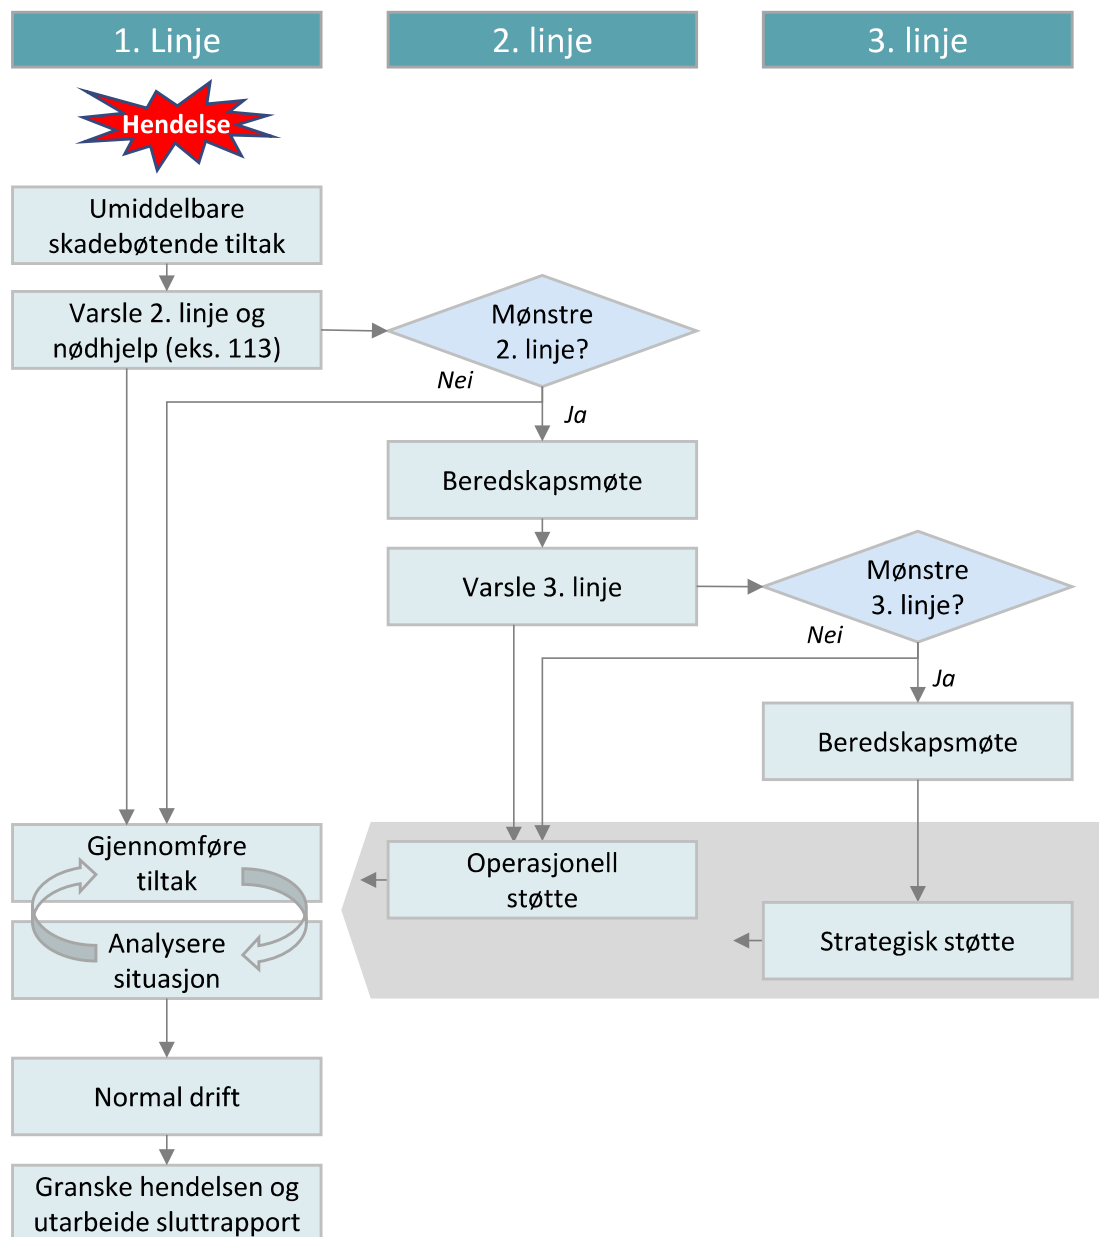 1. Linje
2. linje
3. linje
Hendelse
Umiddelbare
skadebøtende tiltak
Varsle 2. linje og
nødhjelp (eks. 113)
Mønstre
2. linje?
Nei
Ja
Beredskapsmøte
Varsle 3. linje
Mønstre
3. linje?
Nei
Ja
Beredskapsmøte
Gjennomføre
tiltak
Operasjonell
støtte
Strategisk støtte
Analysere
situasjon
Normal drift
Granske hendelsen og
utarbeide sluttrapport